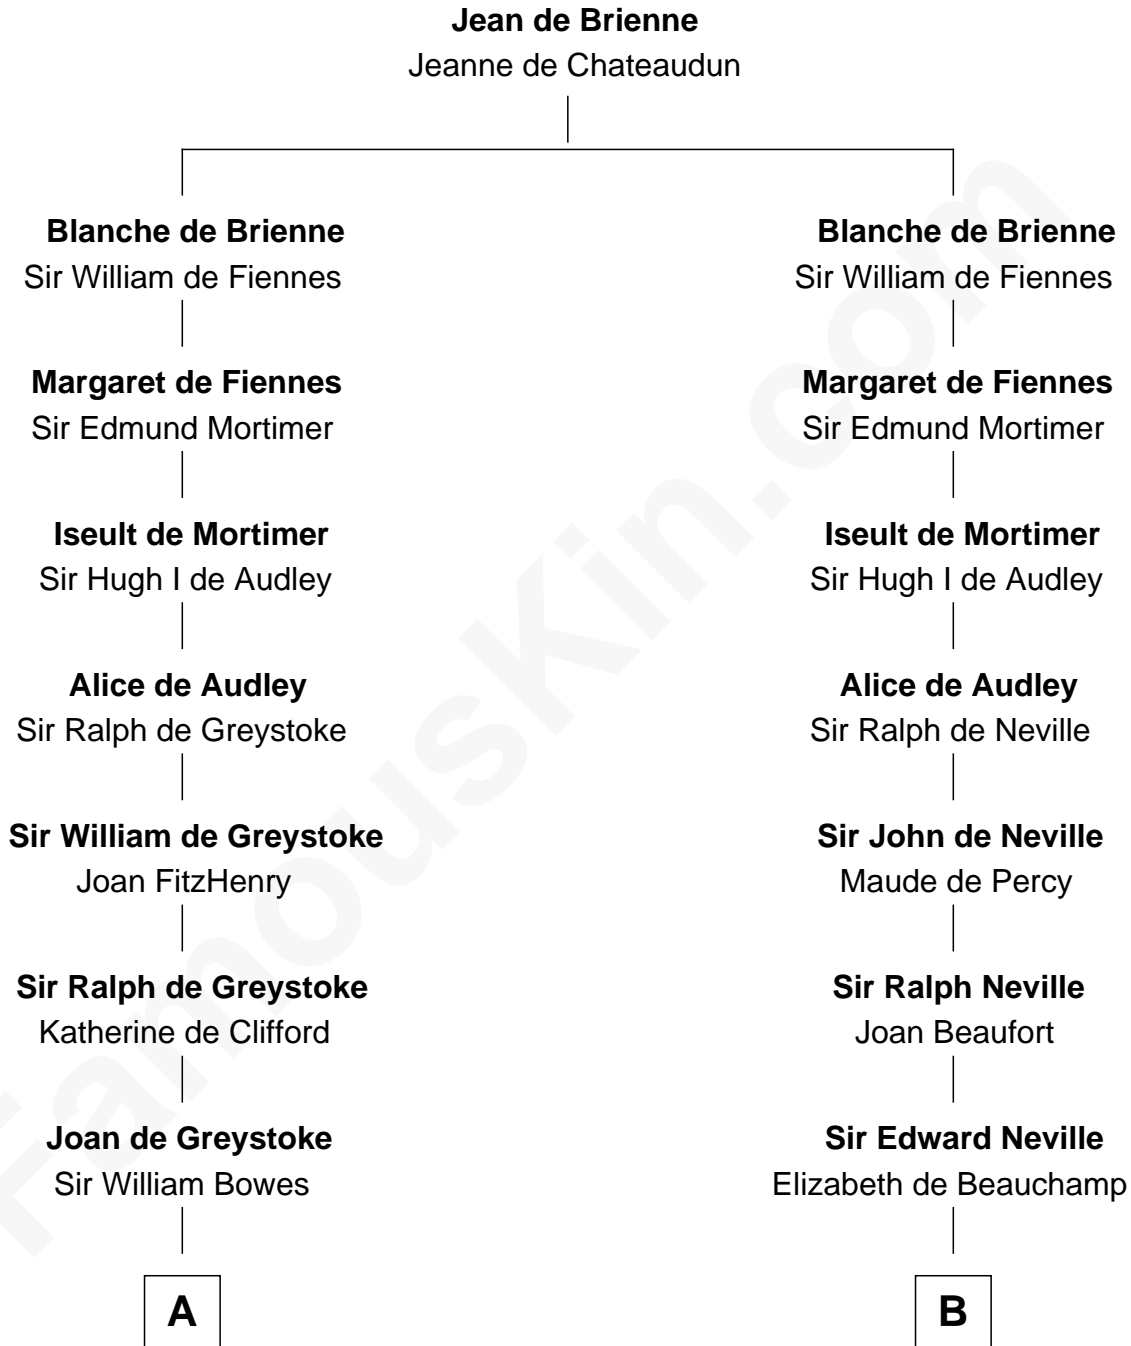 Jean de Brienne
Jeanne de Chateaudun
Blanche de Brienne
Sir William de Fiennes
Margaret de Fiennes
Sir Edmund Mortimer
Iseult de Mortimer
Sir Hugh I de Audley
Alice de Audley
Sir Ralph de Greystoke
Sir William de Greystoke
Joan FitzHenry
Sir Ralph de Greystoke
Katherine de Clifford
Joan de Greystoke
Sir William Bowes
A
Blanche de Brienne
Sir William de Fiennes
Margaret de Fiennes
Sir Edmund Mortimer
Iseult de Mortimer
Sir Hugh I de Audley
Alice de Audley
Sir Ralph de Neville
Sir John de Neville
Maude de Percy
Sir Ralph Neville
Joan Beaufort
Sir Edward Neville
Elizabeth de Beauchamp
B
FamousKin.com